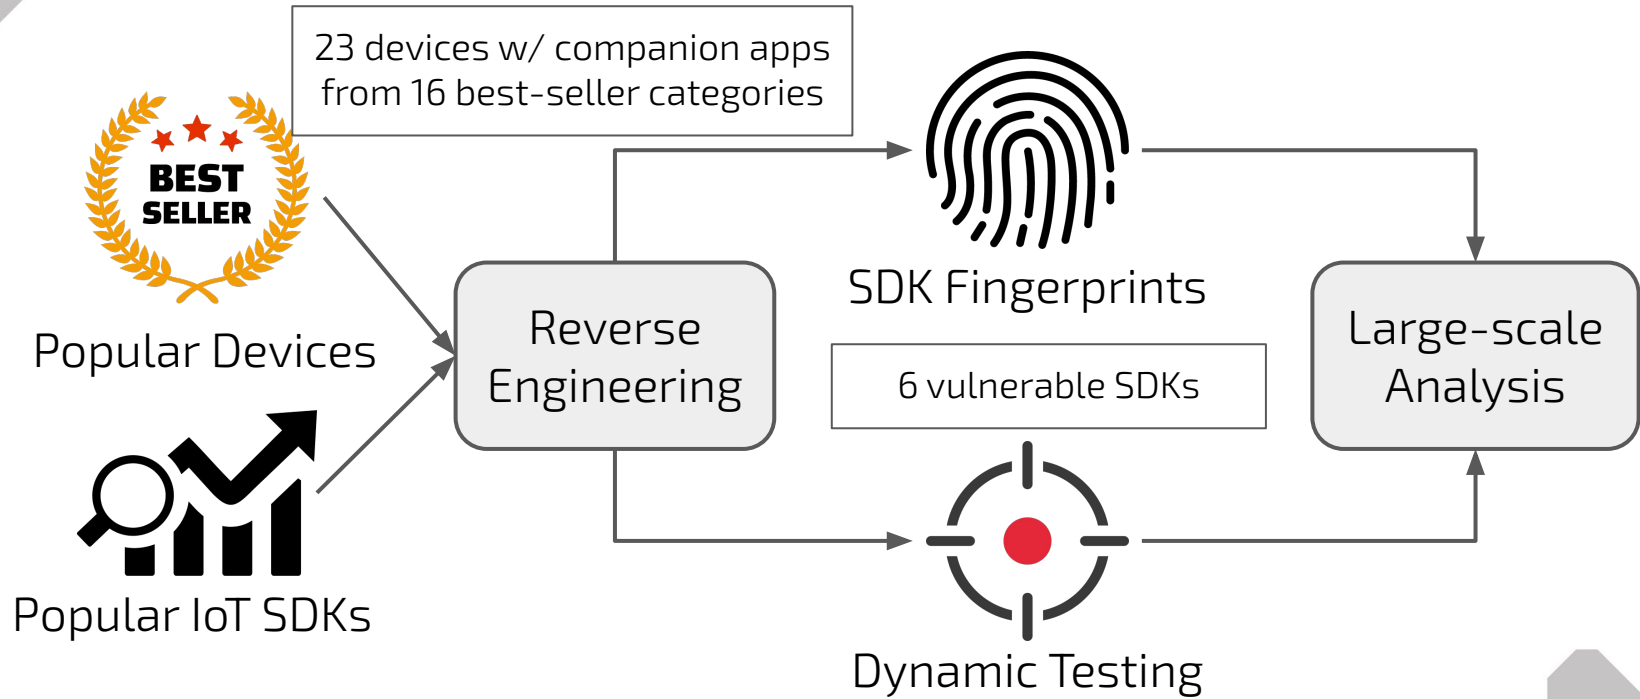 23 devices w/ companion apps
from 16 best-seller categories
BEST
SELLER
Popular Devices
Popular IoT SDKs
Reverse
Engineering
SDK Fingerprints
6 vulnerable SDKs
Dynamic Testing
Large-scale
Analysis